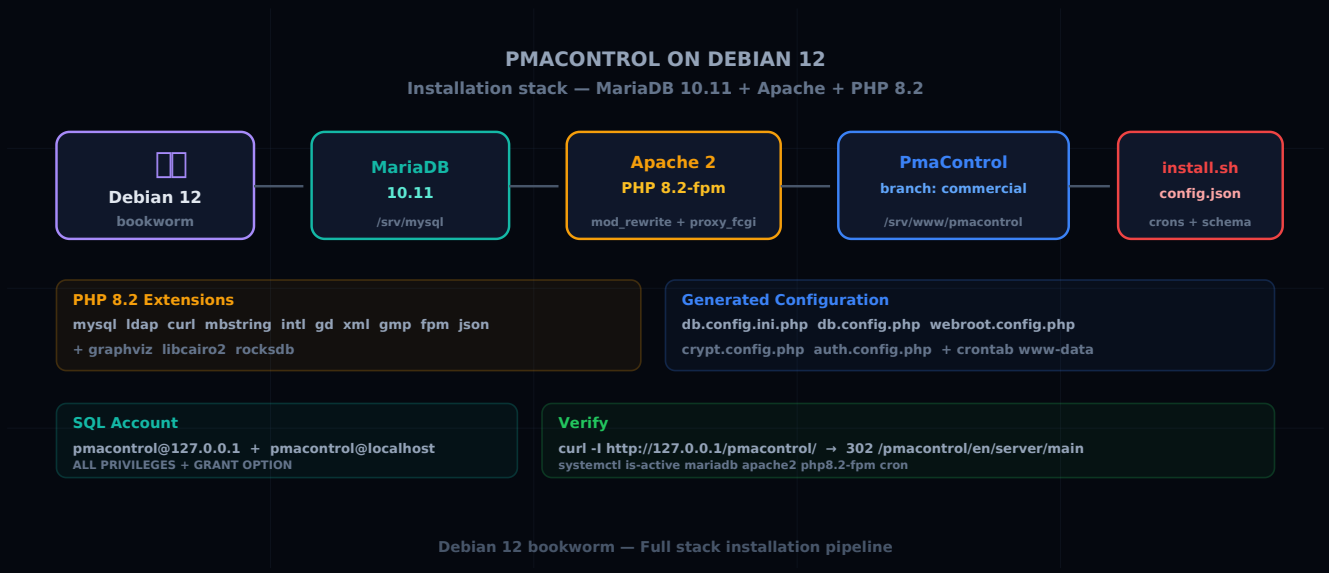 PMACONTROL ON DEBIAN 12
Installation stack — MariaDB 10.11 + Apache + PHP 8.2
Debian 12
bookworm
MariaDB
10.11
/srv/mysql
Apache 2
PHP 8.2-fpm
mod_rewrite + proxy_fcgi
PmaControl
branch: commercial
/srv/www/pmacontrol
install.sh
config.json
crons + schema
PHP 8.2 Extensions
mysql ldap curl mbstring intl gd xml gmp fpm json
+ graphviz libcairo2 rocksdb
Generated Configuration
db.config.ini.php db.config.php webroot.config.php
crypt.config.php auth.config.php + crontab www-data
SQL Account
pmacontrol@127.0.0.1 + pmacontrol@localhost
ALL PRIVILEGES + GRANT OPTION
Verify
curl -I http://127.0.0.1/pmacontrol/ → 302 /pmacontrol/en/server/main
systemctl is-active mariadb apache2 php8.2-fpm cron
Debian 12 bookworm — Full stack installation pipeline